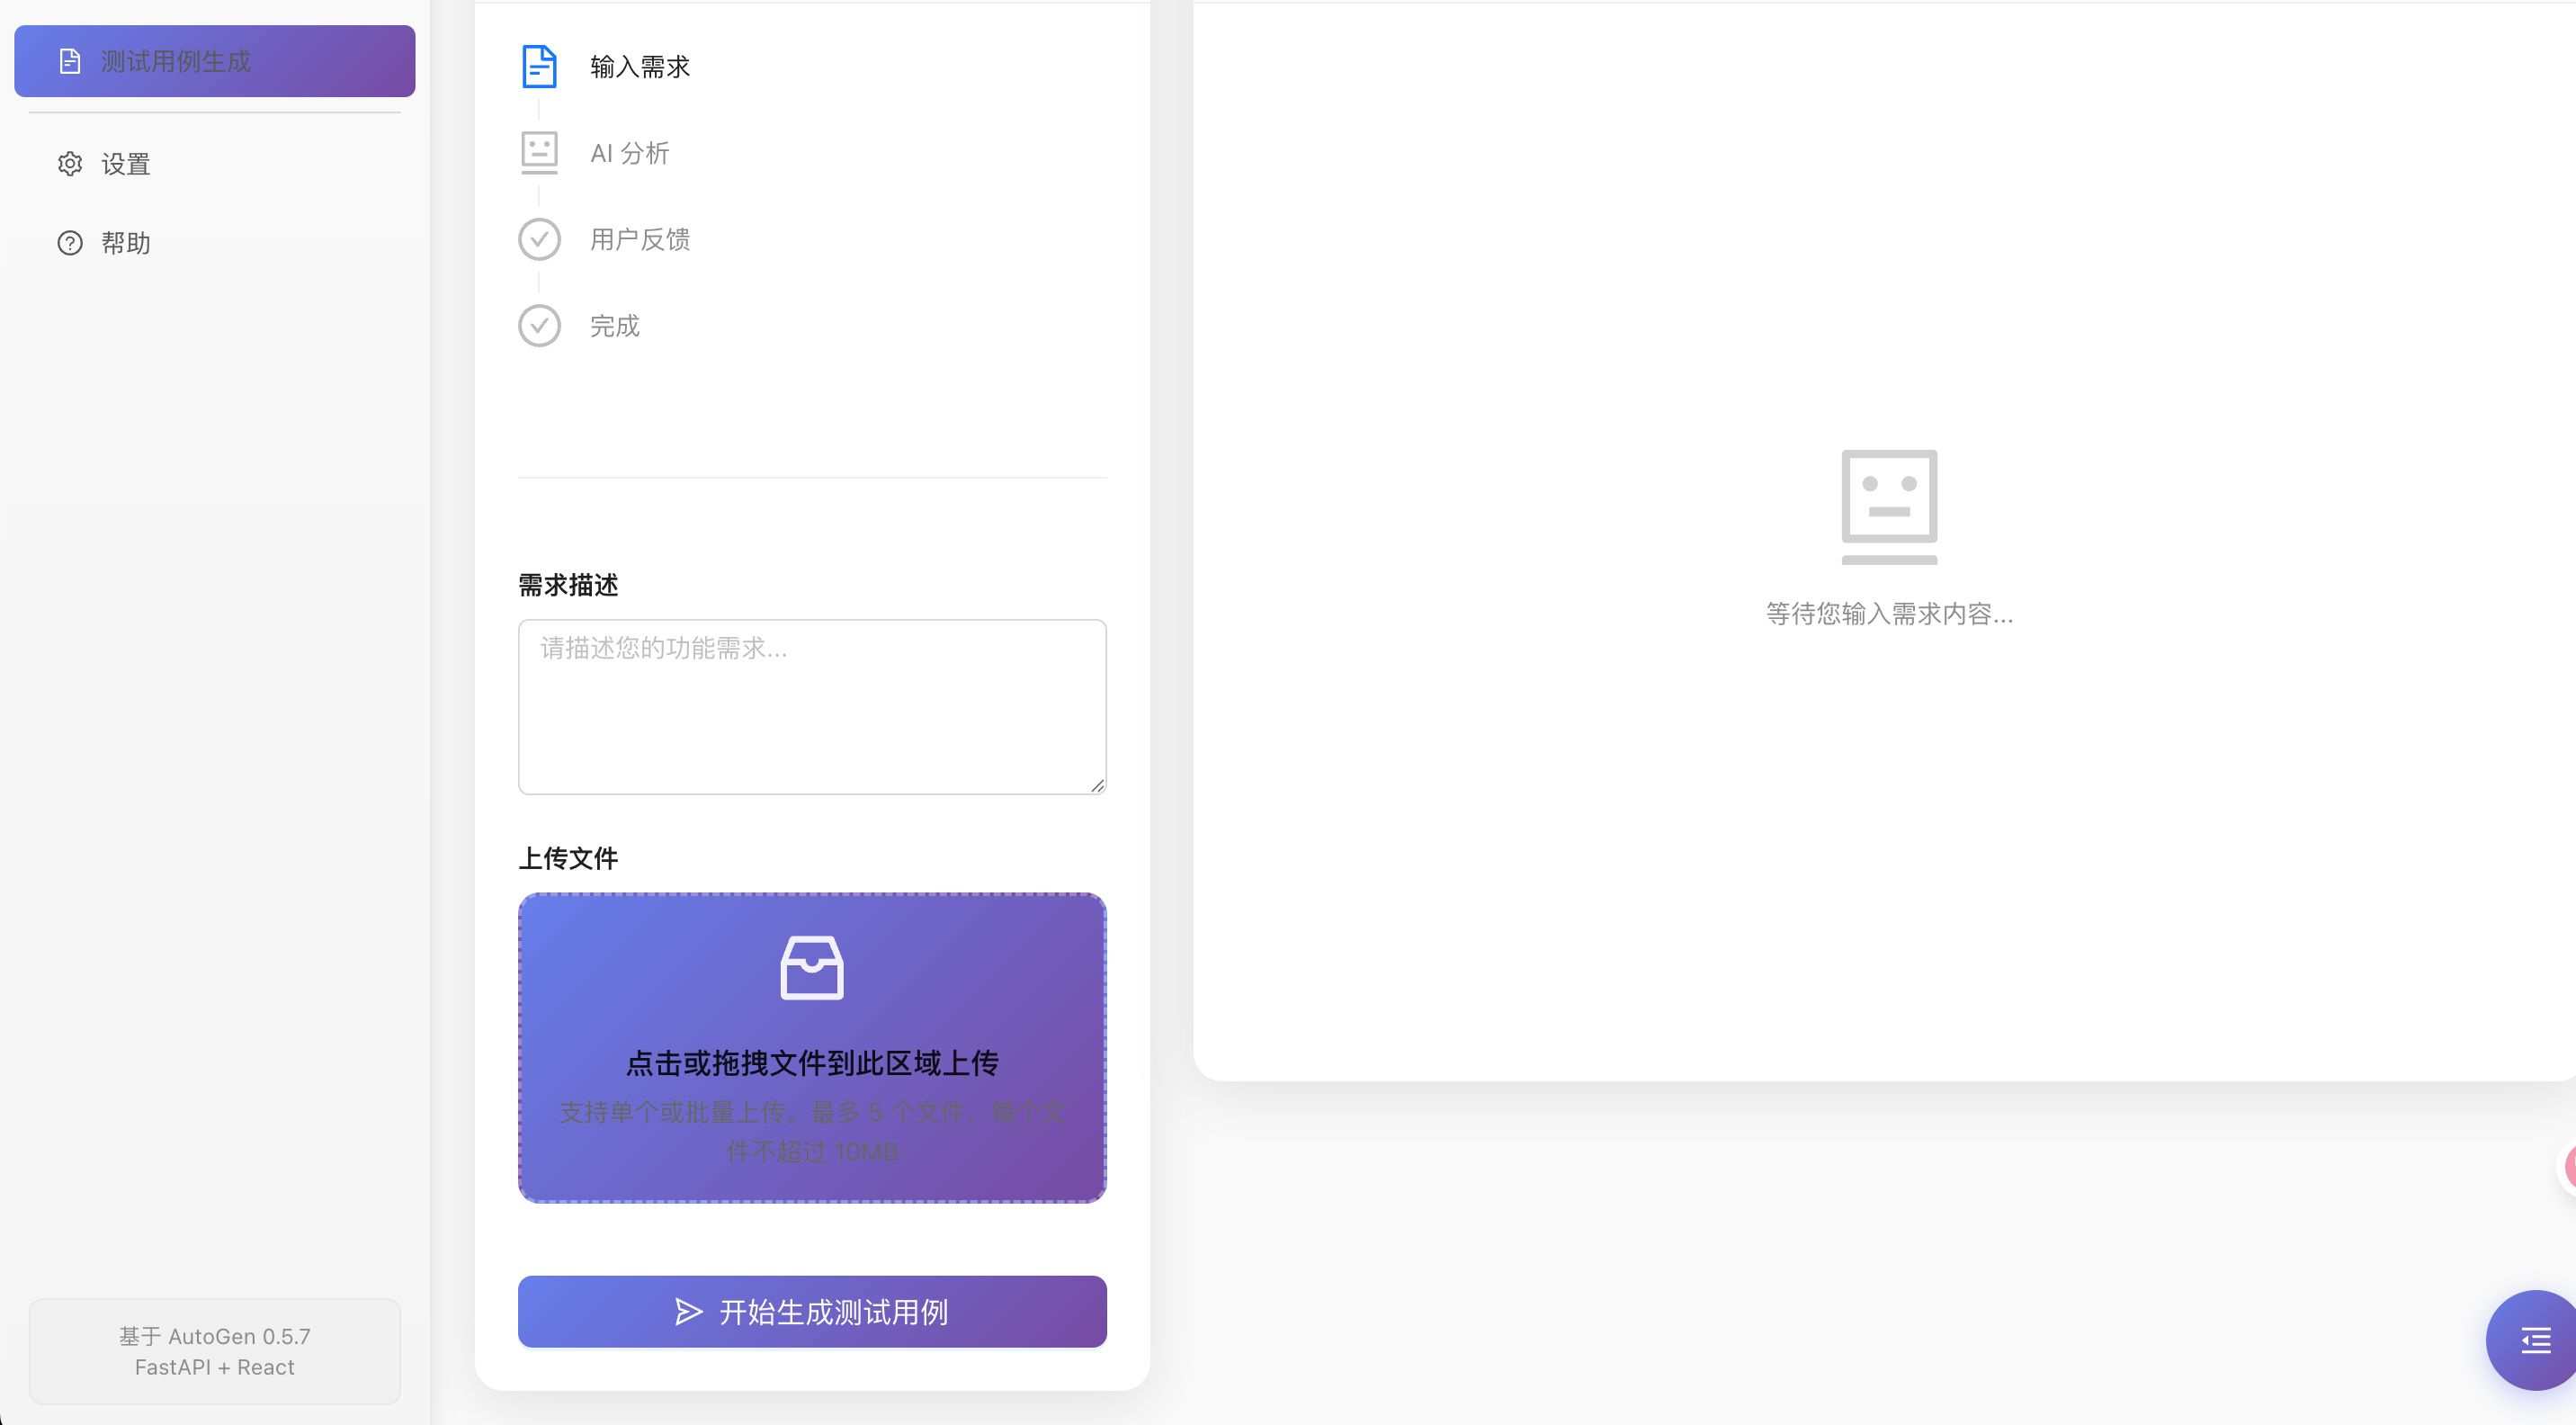 测试用例生成
设置
帮助
基于 AutoGen 0.5.7
FastAPI + React
输入需求
AI 分析
用户反馈
完成
需求描述
请描述您的功能需求...
上传文件
点击或拖拽文件到此区域上传
支持单个或批量上传。最多 5 个文件，每个文
件不超过 10MB
开始生成测试用例
等待您输入需求内容...